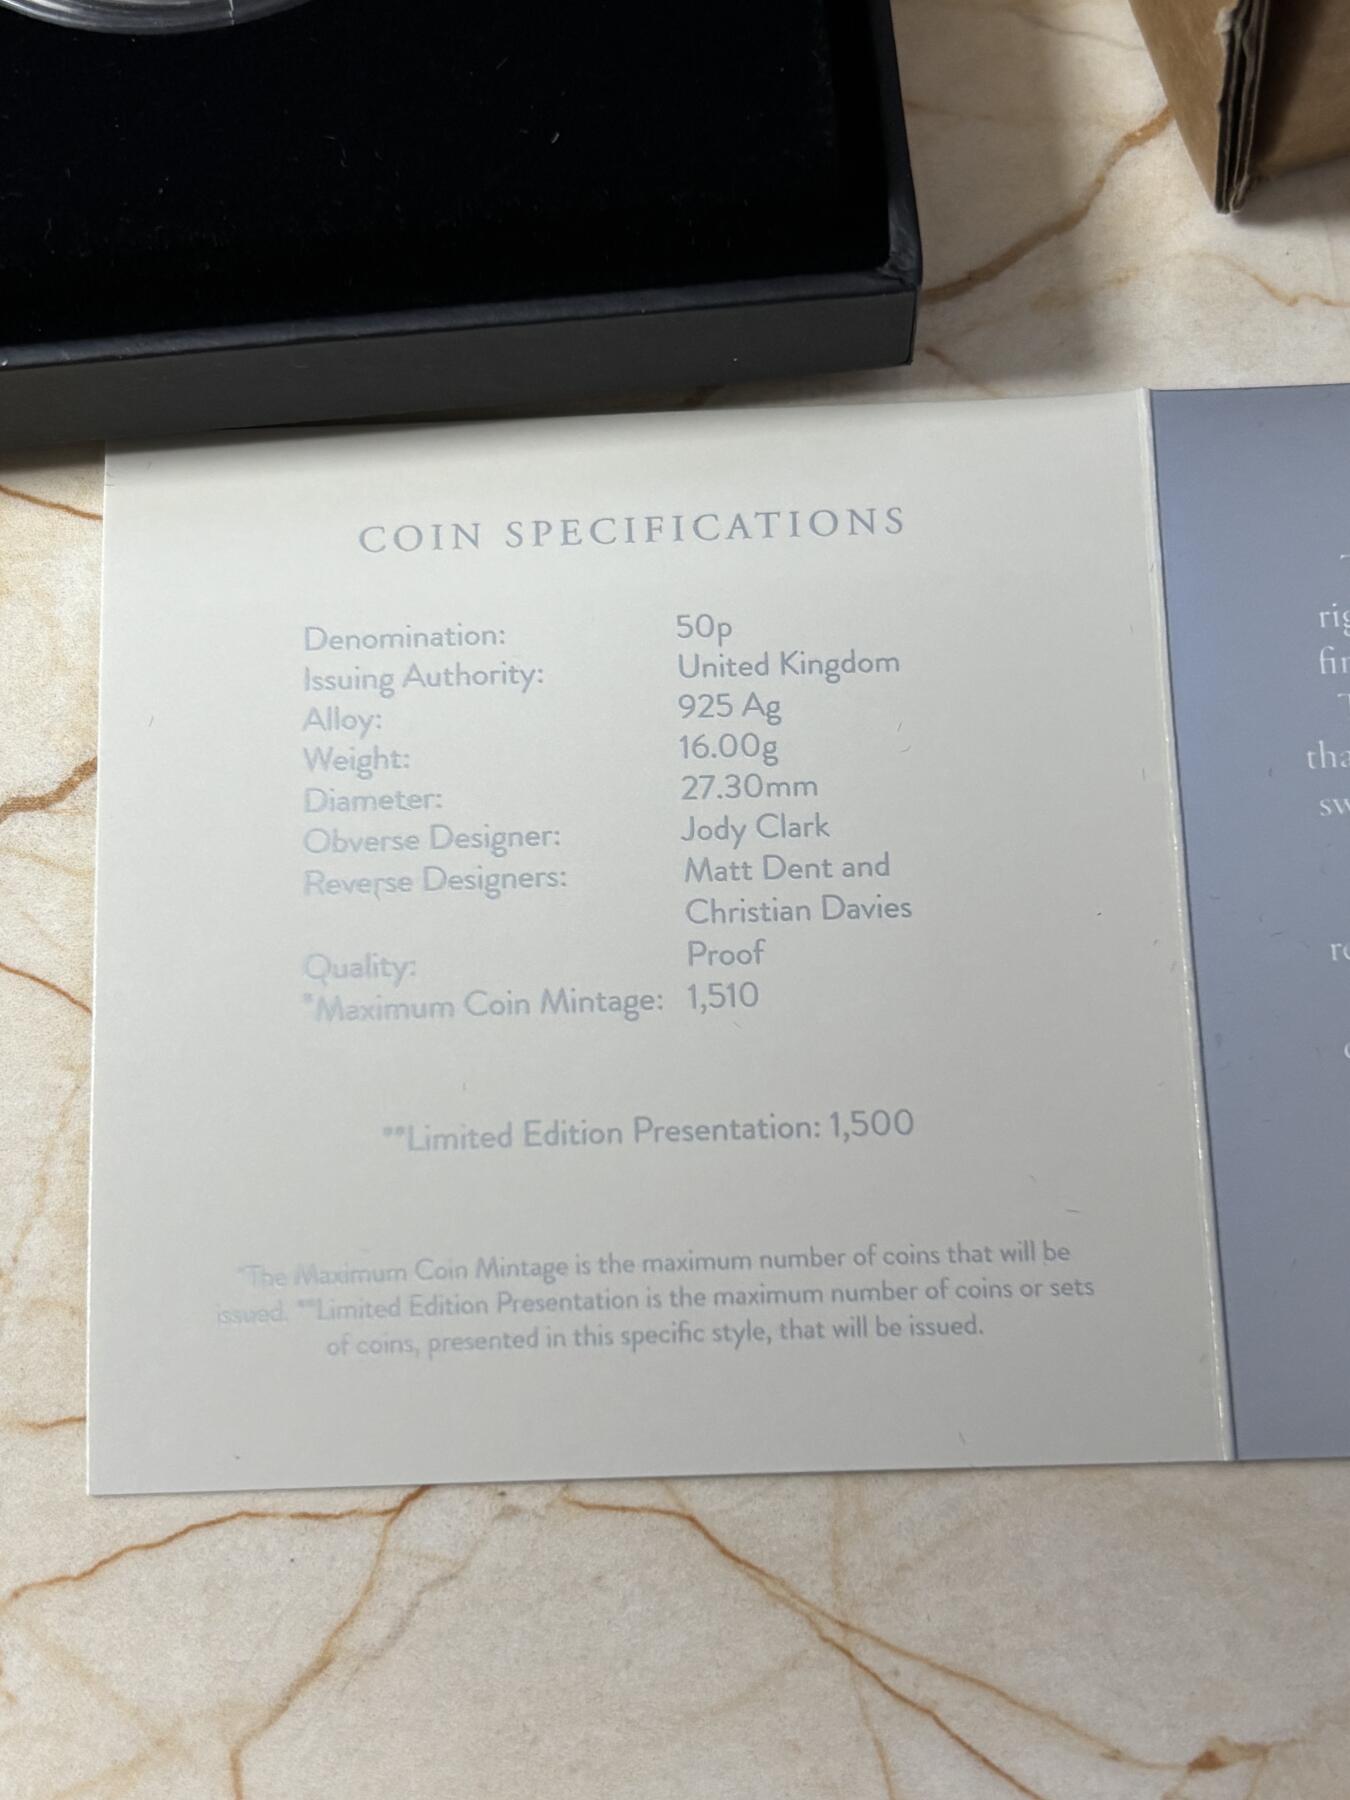 COIN SPECIFICATIONS
Denomination: 50p
Issuing Authority: United Kingdom
Alloy: 925 Ag
Weight: 16.00g
Diameter: 27.30mm
Obverse Designer: Jody Clark
Reverse Designers: Matt Dent and
Christian Davies
Quality: Proof
*Maximum Coin Mintage: 1,510
**Limited Edition Presentation: 1,500
*The Maximum Coin Mintage is the maximum number of coins that will be
issued. **Limited Edition Presentation is the maximum number of coins or sets
of coins, presented in this specific style, that will be issued.